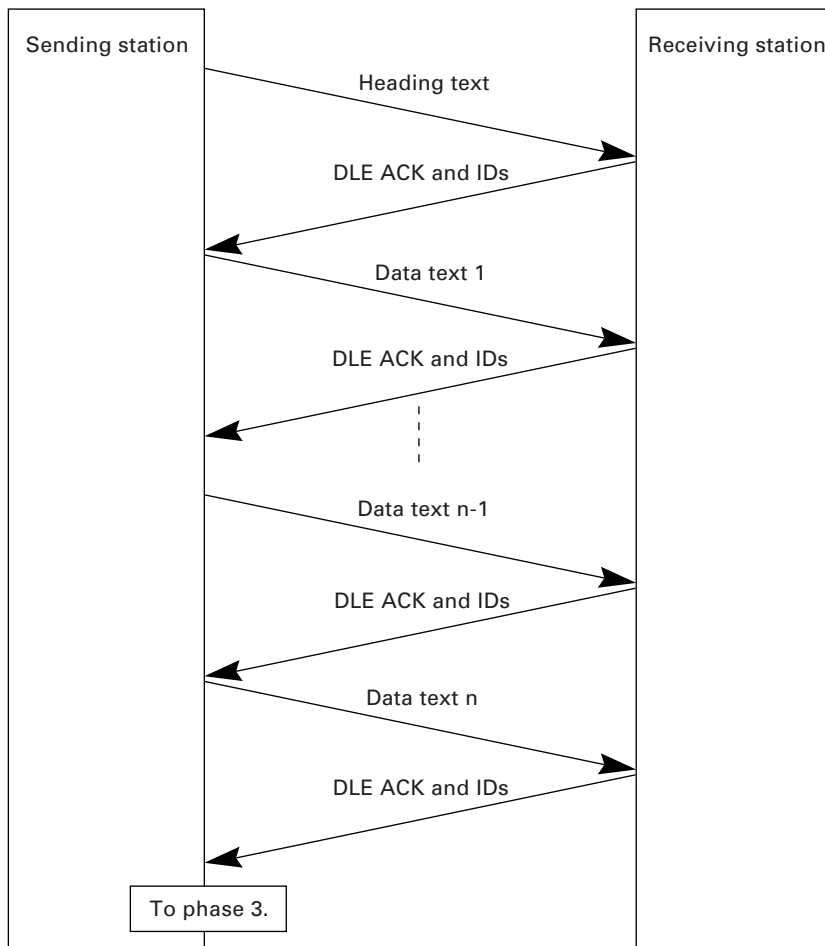 Sending station
Receiving station
Heading text
DLE ACK and IDs
Data text 1
DLE ACK and IDs
Data text n-1
DLE ACK and IDs
Data text n
DLE ACK and IDs
To phase 3.